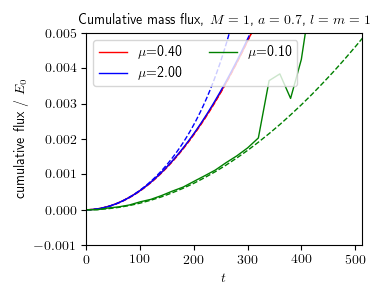 Cumulative mass flux, M = 1, a = 0.7, l = m = 1
μ=0.40
μ=2.00
μ=0.10
cumulative flux / E₀
0.005
0.004
0.003
0.002
0.001
0.000
−0.001
0 100 200 300 400 500
t